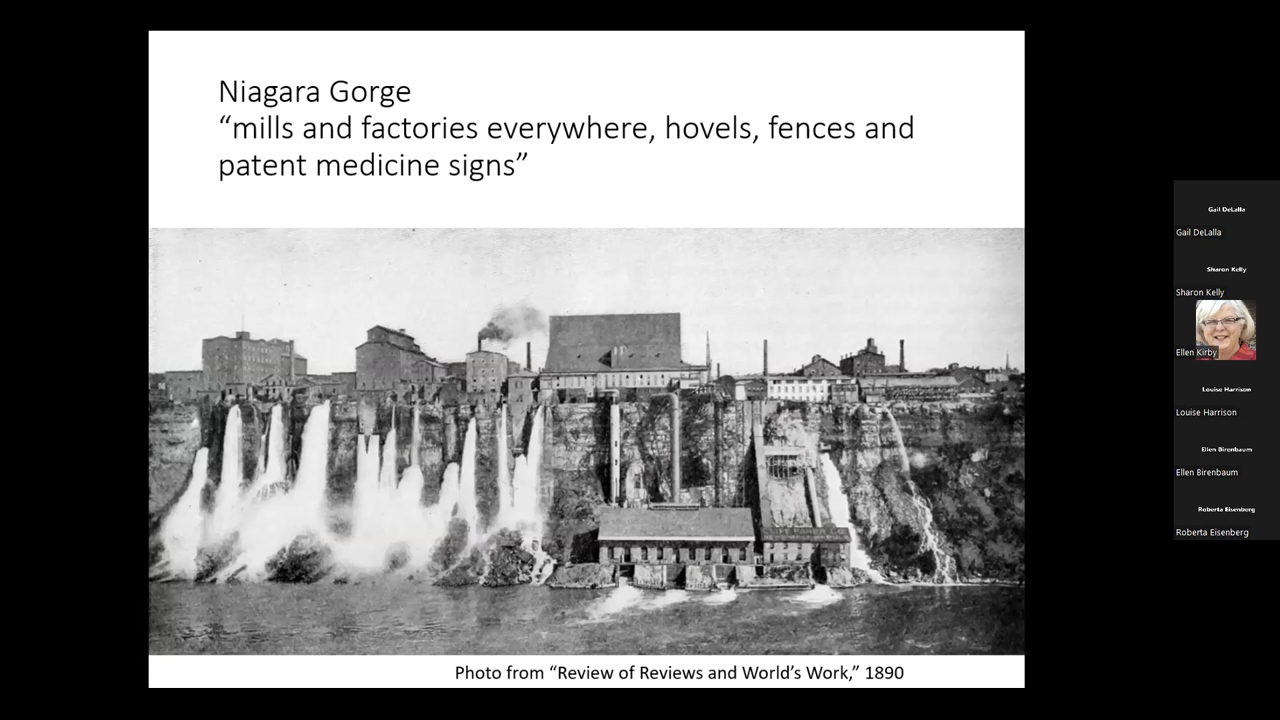 Niagara Gorge
“mills and factories everywhere, hovels, fences and
patent medicine signs”
Photo from “Review of Reviews and World’s Work,” 1890
Gail DeLalla
Gail DeLalla
Sharon Kelly
Sharon Kelly
Ellen Kirby
Louise Harrison
Louise Harrison
Ellen Birenbaum
Ellen Birenbaum
Roberta Eisenberg
Roberta Eisenberg